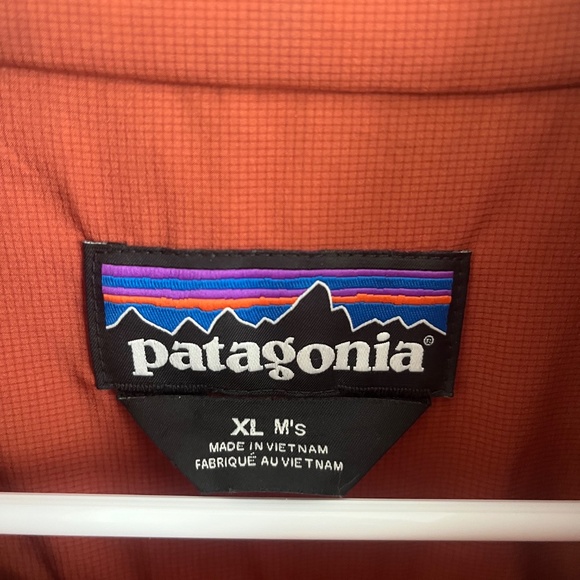 patagonia®
XL M's
MADE IN VIETNAM
FABRIQUÉ AU VIETNAM